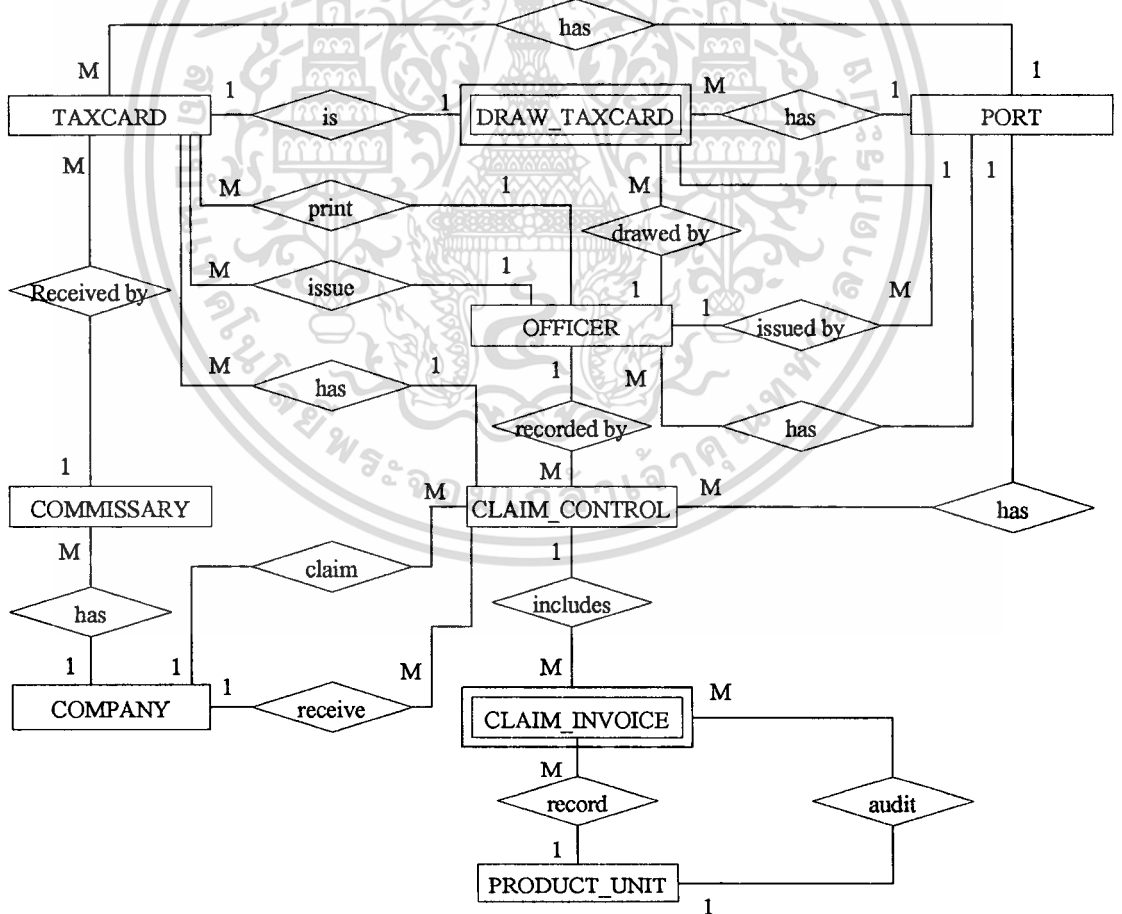 has
M
1
TAXCARD
1
is
1
DRAW_TAXCARD
M
has
1
PORT
M
M
print
1
M
drawed by
1
1
1
M
Received by
M
issue
1
OFFICER
1
issued by
M
M
has
1
1
recorded by
M
M
has
1
COMMISSARY
M
CLAIM_CONTROL
M
has
M
claim
1
has
includes
1
1
M
M
COMPANY
1
receive
CLAIM_INVOICE
M
M
record
audit
1
PRODUCT_UNIT
1